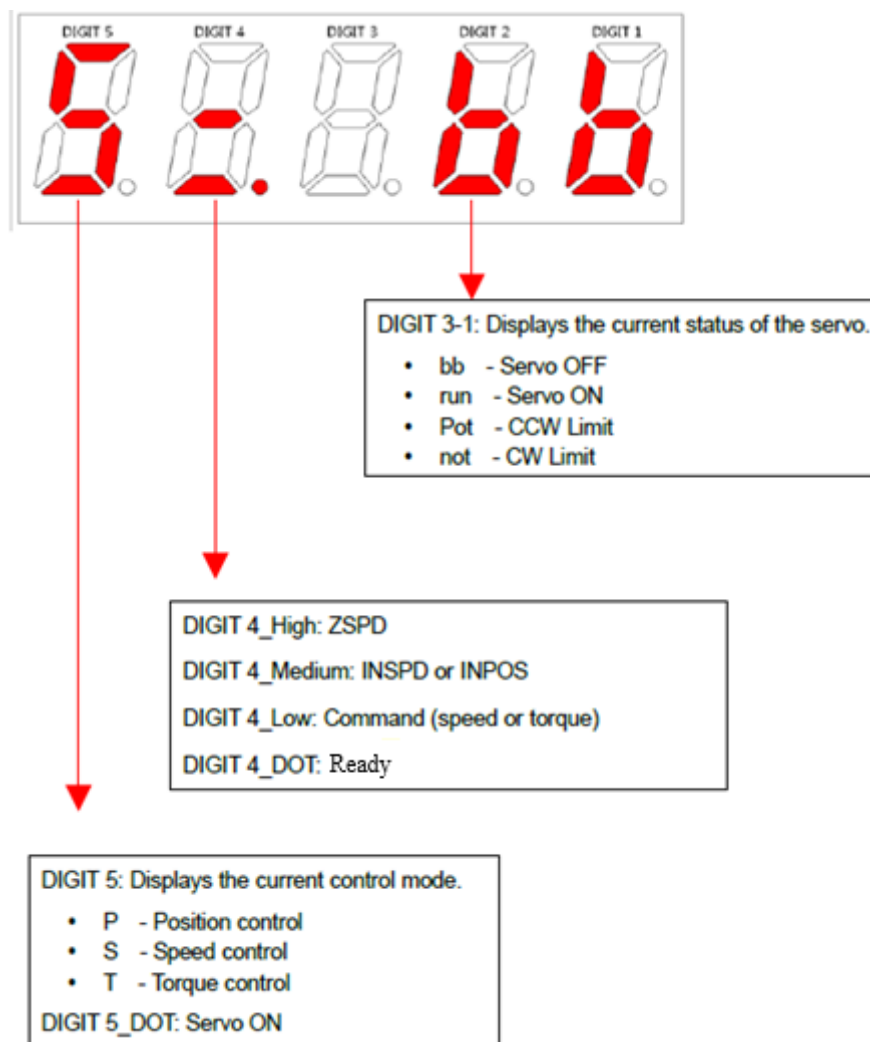 DIGIT 5 DIGIT 4 DIGIT 3 DIGIT 2 DIGIT 1
S bb
DIGIT 3-1: Displays the current status of the servo.
• bb - Servo OFF
• run - Servo ON
• Pot - CCW Limit
• not - CW Limit
DIGIT 4_High: ZSPD
DIGIT 4_Medium: INSPD or INPOS
DIGIT 4_Low: Command (speed or torque)
DIGIT 4_DOT: Ready
DIGIT 5: Displays the current control mode.
• P - Position control
• S - Speed control
• T - Torque control
DIGIT 5_DOT: Servo ON